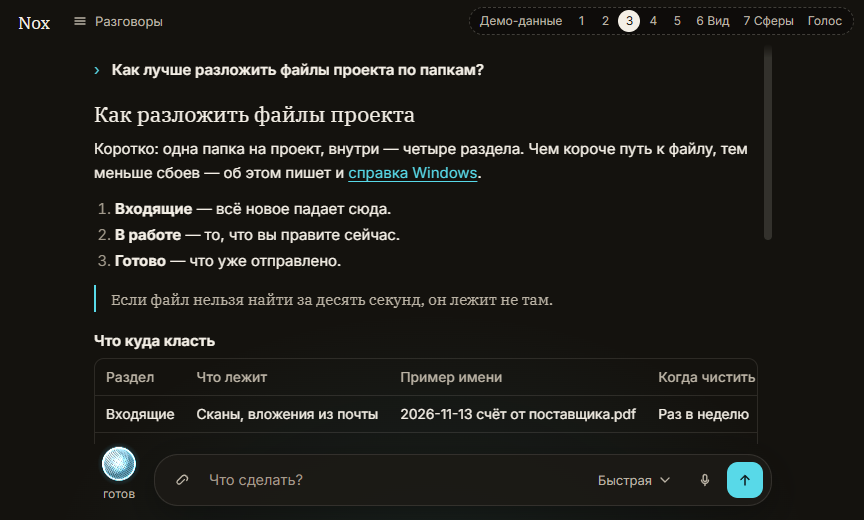 Nox
Разговоры
Демо-данные 1 2 3 4 5 6 Вид 7 Сферы Голос
› Как лучше разложить файлы проекта по папкам?
Как разложить файлы проекта
Коротко: одна папка на проект, внутри — четыре раздела. Чем короче путь к файлу, тем
меньше сбоев — об этом пишет и справка Windows.
1. Входящие — всё новое падает сюда.
2. В работе — то, что вы правите сейчас.
3. Готово — что уже отправлено.
Если файл нельзя найти за десять секунд, он лежит не там.
Что куда класть
Раздел Что лежит Пример имени Когда чистить
Входящие Сканы, вложения из почты 2026-11-13 счёт от поставщика.pdf Раз в неделю
готов
Что сделать?
Быстрая